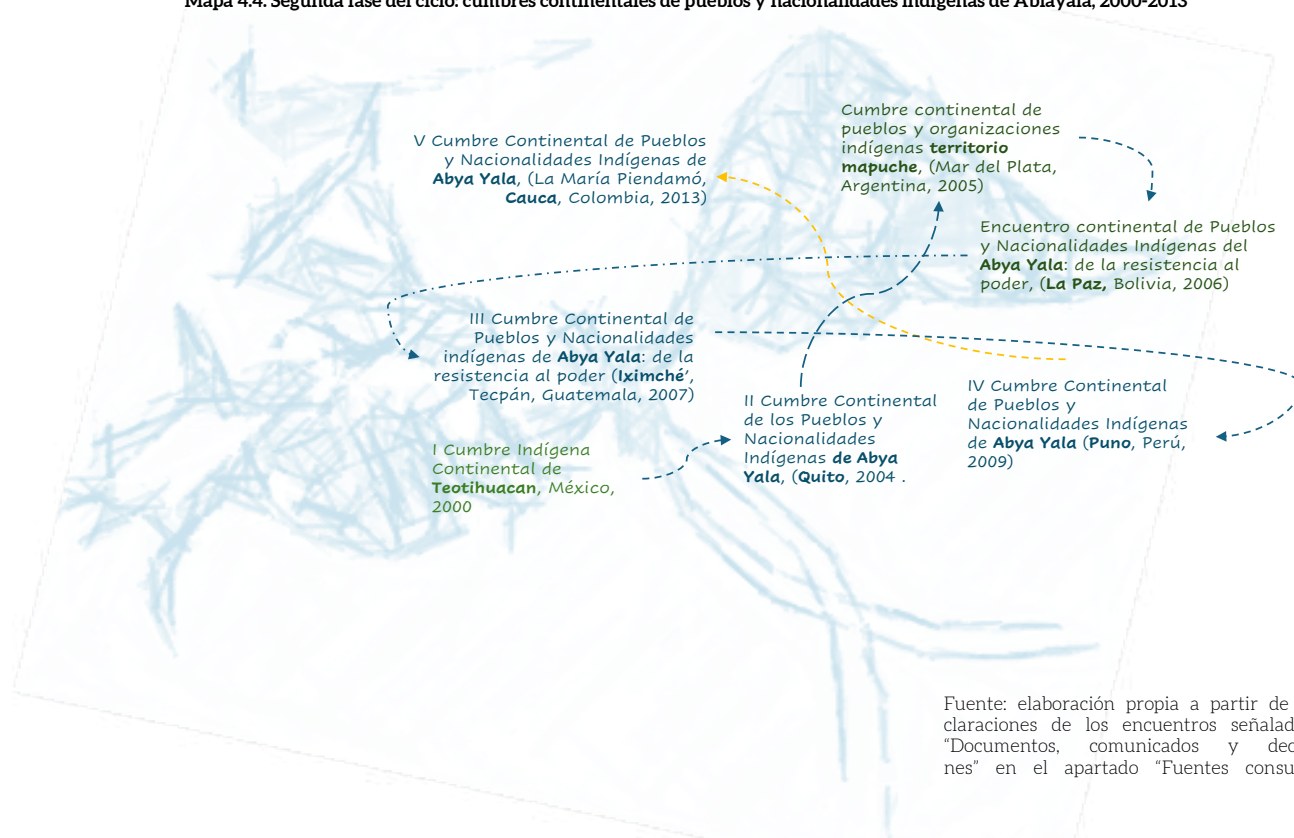 Mapa 4.4. Segunda fase del ciclo: cumbres continentales de pueblos y nacionalidades indígenas de Abiayala, 2000-2013
V Cumbre Continental de Pueblos
y Nacionalidades Indígenas de
Abya Yala, (La María Piendamó,
Cauca, Colombia, 2013)
Cumbre continental de
pueblos y organizaciones
indígenas territorio
mapuche, (Mar del Plata,
Argentina, 2005)
Encuentro continental de Pueblos
y Nacionalidades Indígenas del
Abya Yala: de la resistencia al
poder, (La Paz, Bolivia, 2006)
III Cumbre Continental de
Pueblos y Nacionalidades
indígenas de Abya Yala: de la
resistencia al poder (Iximché',
Tecpán, Guatemala, 2007)
II Cumbre Continental
de los Pueblos y
Nacionalidades
Indígenas de Abya
Yala, (Quito, 2004 .
IV Cumbre Continental
de Pueblos y
Nacionalidades Indígenas
de Abya Yala (Puno, Perú,
2009)
I Cumbre Indígena
Continental de
Teotihuacan, México,
2000
Fuente: elaboración propia a partir de
claraciones de los encuentros señalad
"Documentos, comunicados y dec
nes" en el apartado "Fuentes consu